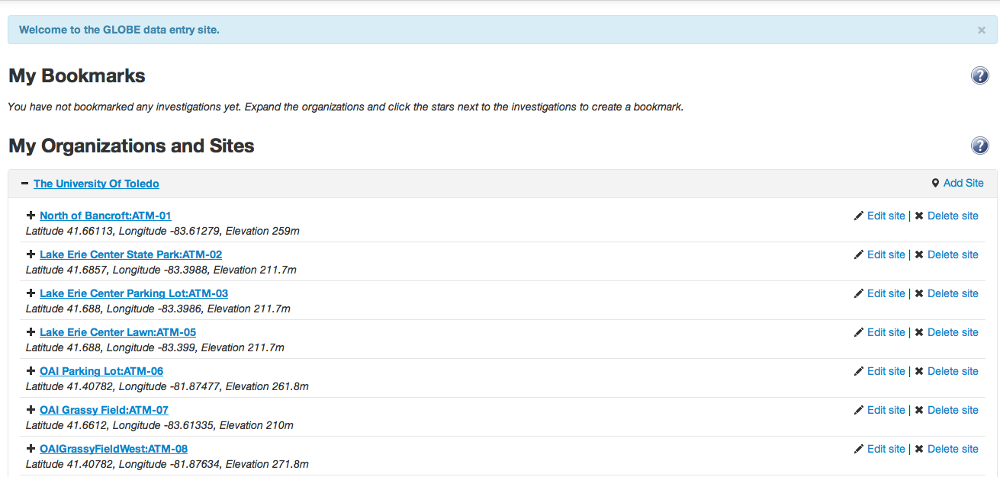 Welcome to the GLOBE data entry site. ×
My Bookmarks ?
You have not bookmarked any investigations yet. Expand the organizations and click the stars next to the investigations to create a bookmark.
My Organizations and Sites ?
The University Of Toledo Add Site
North of Bancroft:ATM-01 Edit site | Delete site
Latitude 41.66113, Longitude -83.61279, Elevation 259m
Lake Erie Center State Park:ATM-02 Edit site | Delete site
Latitude 41.6857, Longitude -83.3988, Elevation 211.7m
Lake Erie Center Parking Lot:ATM-03 Edit site | Delete site
Latitude 41.688, Longitude -83.3986, Elevation 211.7m
Lake Erie Center Lawn:ATM-05 Edit site | Delete site
Latitude 41.688, Longitude -83.399, Elevation 211.7m
OAI Parking Lot:ATM-06 Edit site | Delete site
Latitude 41.40782, Longitude -81.87477, Elevation 261.8m
OAI Grassy Field:ATM-07 Edit site | Delete site
Latitude 41.6612, Longitude -83.61335, Elevation 210m
OAIGrassyFieldWest:ATM-08 Edit site | Delete site
Latitude 41.40782, Longitude -81.87634, Elevation 271.8m